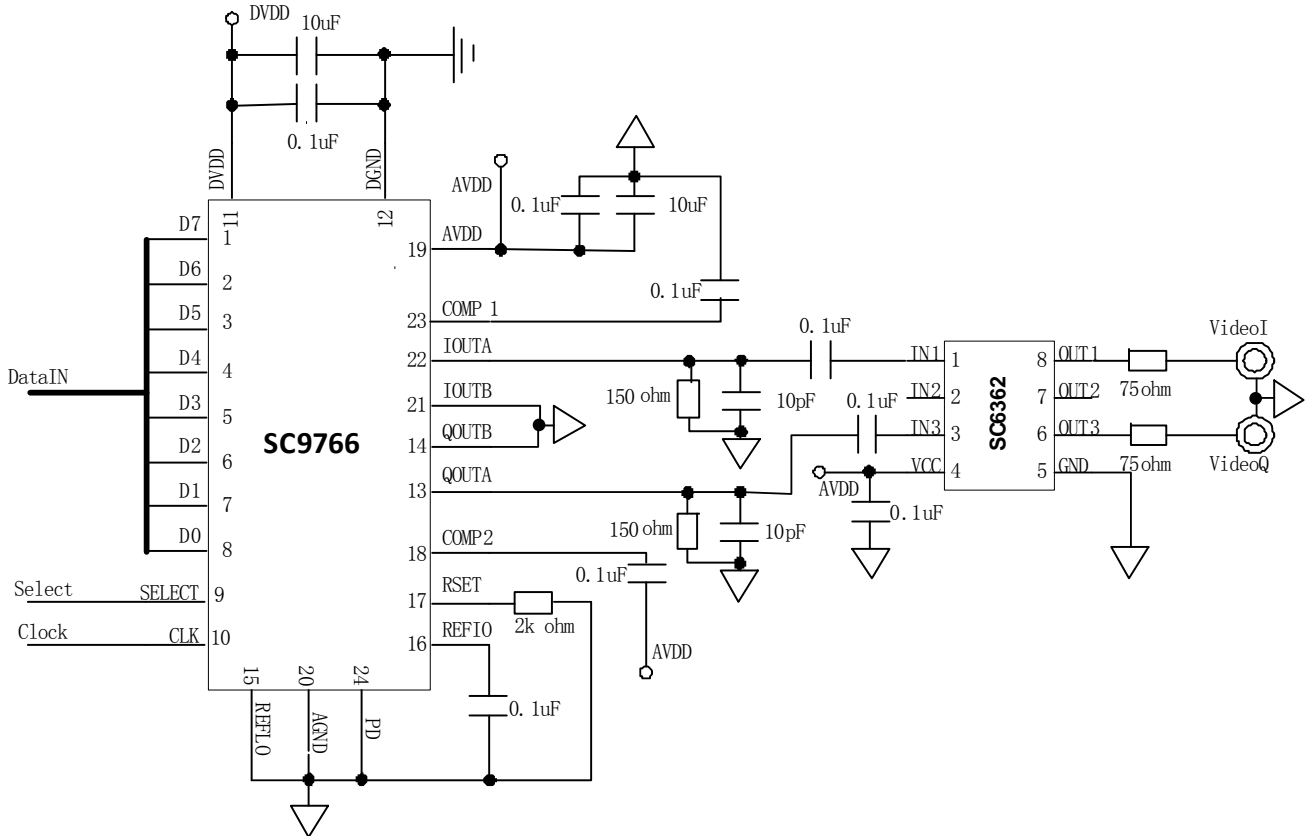 DVDD
10uF
0.1uF
DVDD
DGND
11
12
AVDD
0.1uF
10uF
D7
1
D6
2
D5
3
D4
4
D3
5
D2
6
D1
7
D0
8
DataIN
Select
SELECT
9
Clock
CLK
10
SC9766
19
AVDD
0.1uF
23
COMP 1
22
IOUTA
21
IOUTB
14
QOUTB
13
QOUTA
18
COMP2
17
RSET
16
REFIO
15
REFLO
20
AGND
24
PD
150 ohm
10pF
0.1uF
0.1uF
150 ohm
10pF
0.1uF
AVDD
2k ohm
0.1uF
IN1
1
IN2
2
IN3
3
VCC
4
AVDD
0.1uF
SC6362
8
OUT1
7
OUT2
6
OUT3
5
GND
75ohm
75ohm
VideoI
VideoQ